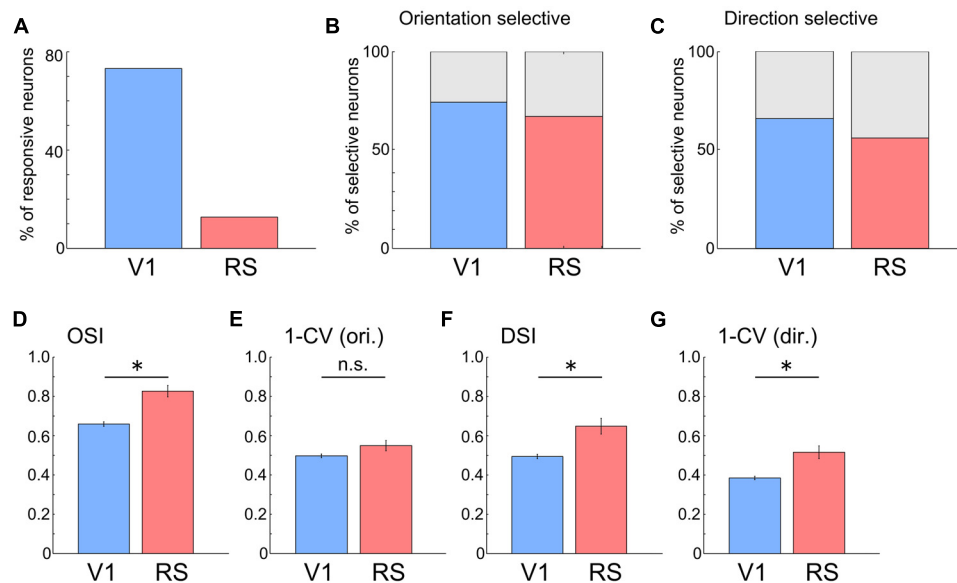 A
% of responsive neurons
80
40
0
V1 RS
B
Orientation selective
% of selective neurons
100
50
0
V1 RS
C
Direction selective
% of selective neurons
100
50
0
V1 RS
D
OSI
*
1.0
0.8
0.6
0.4
0.2
0
V1 RS
E
1-CV (ori.)
n.s.
1.0
0.8
0.6
0.4
0.2
0
V1 RS
F
DSI
*
1.0
0.8
0.6
0.4
0.2
0
V1 RS
G
1-CV (dir.)
*
1.0
0.8
0.6
0.4
0.2
0
V1 RS